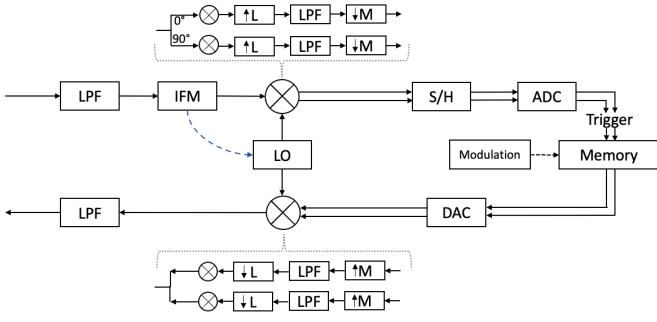 0° ↑L LPF ↓M
90° ↑L LPF ↓M
LPF IFM S/H ADC
Trigger
LO Modulation Memory
LPF DAC
↓L LPF ↑M
↓L LPF ↑M